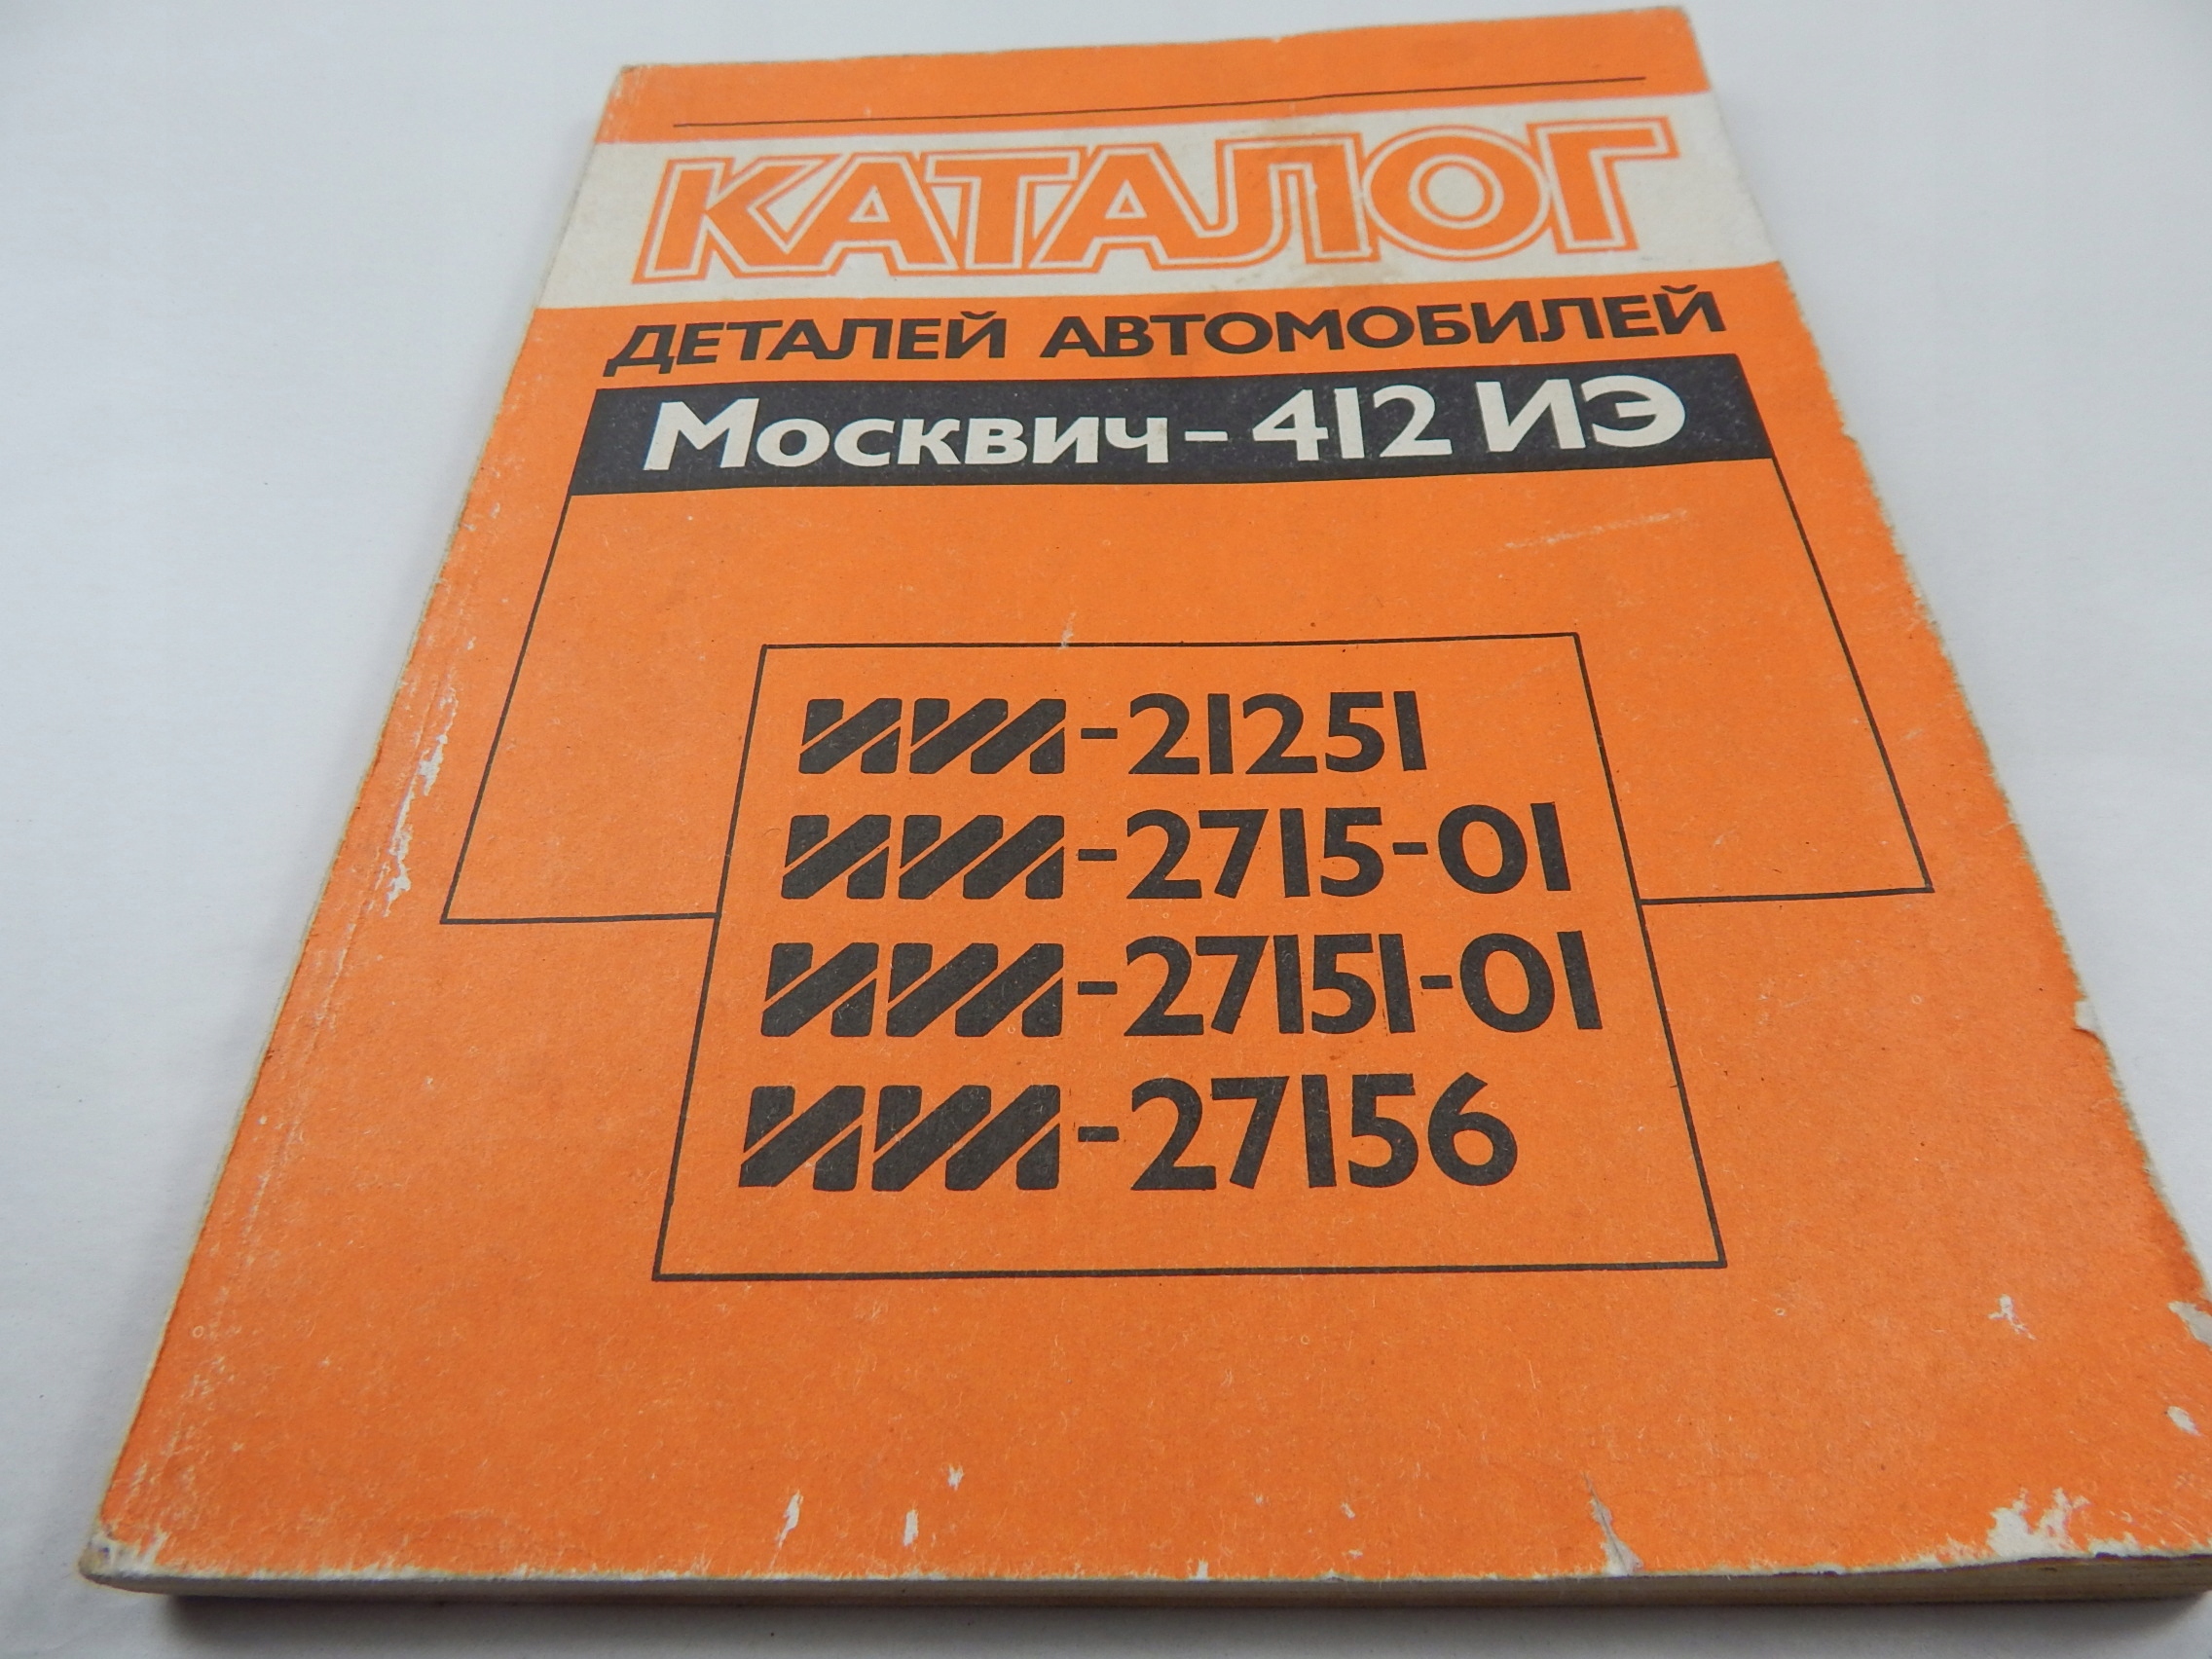 КАТАЛОГ
ДЕТАЛЕЙ АВТОМОБИЛЕЙ
МОСКВИЧ-412 ИЭ
ИЖ-21251
ИЖ-2715-01
ИЖ-27151-01
ИЖ-27156